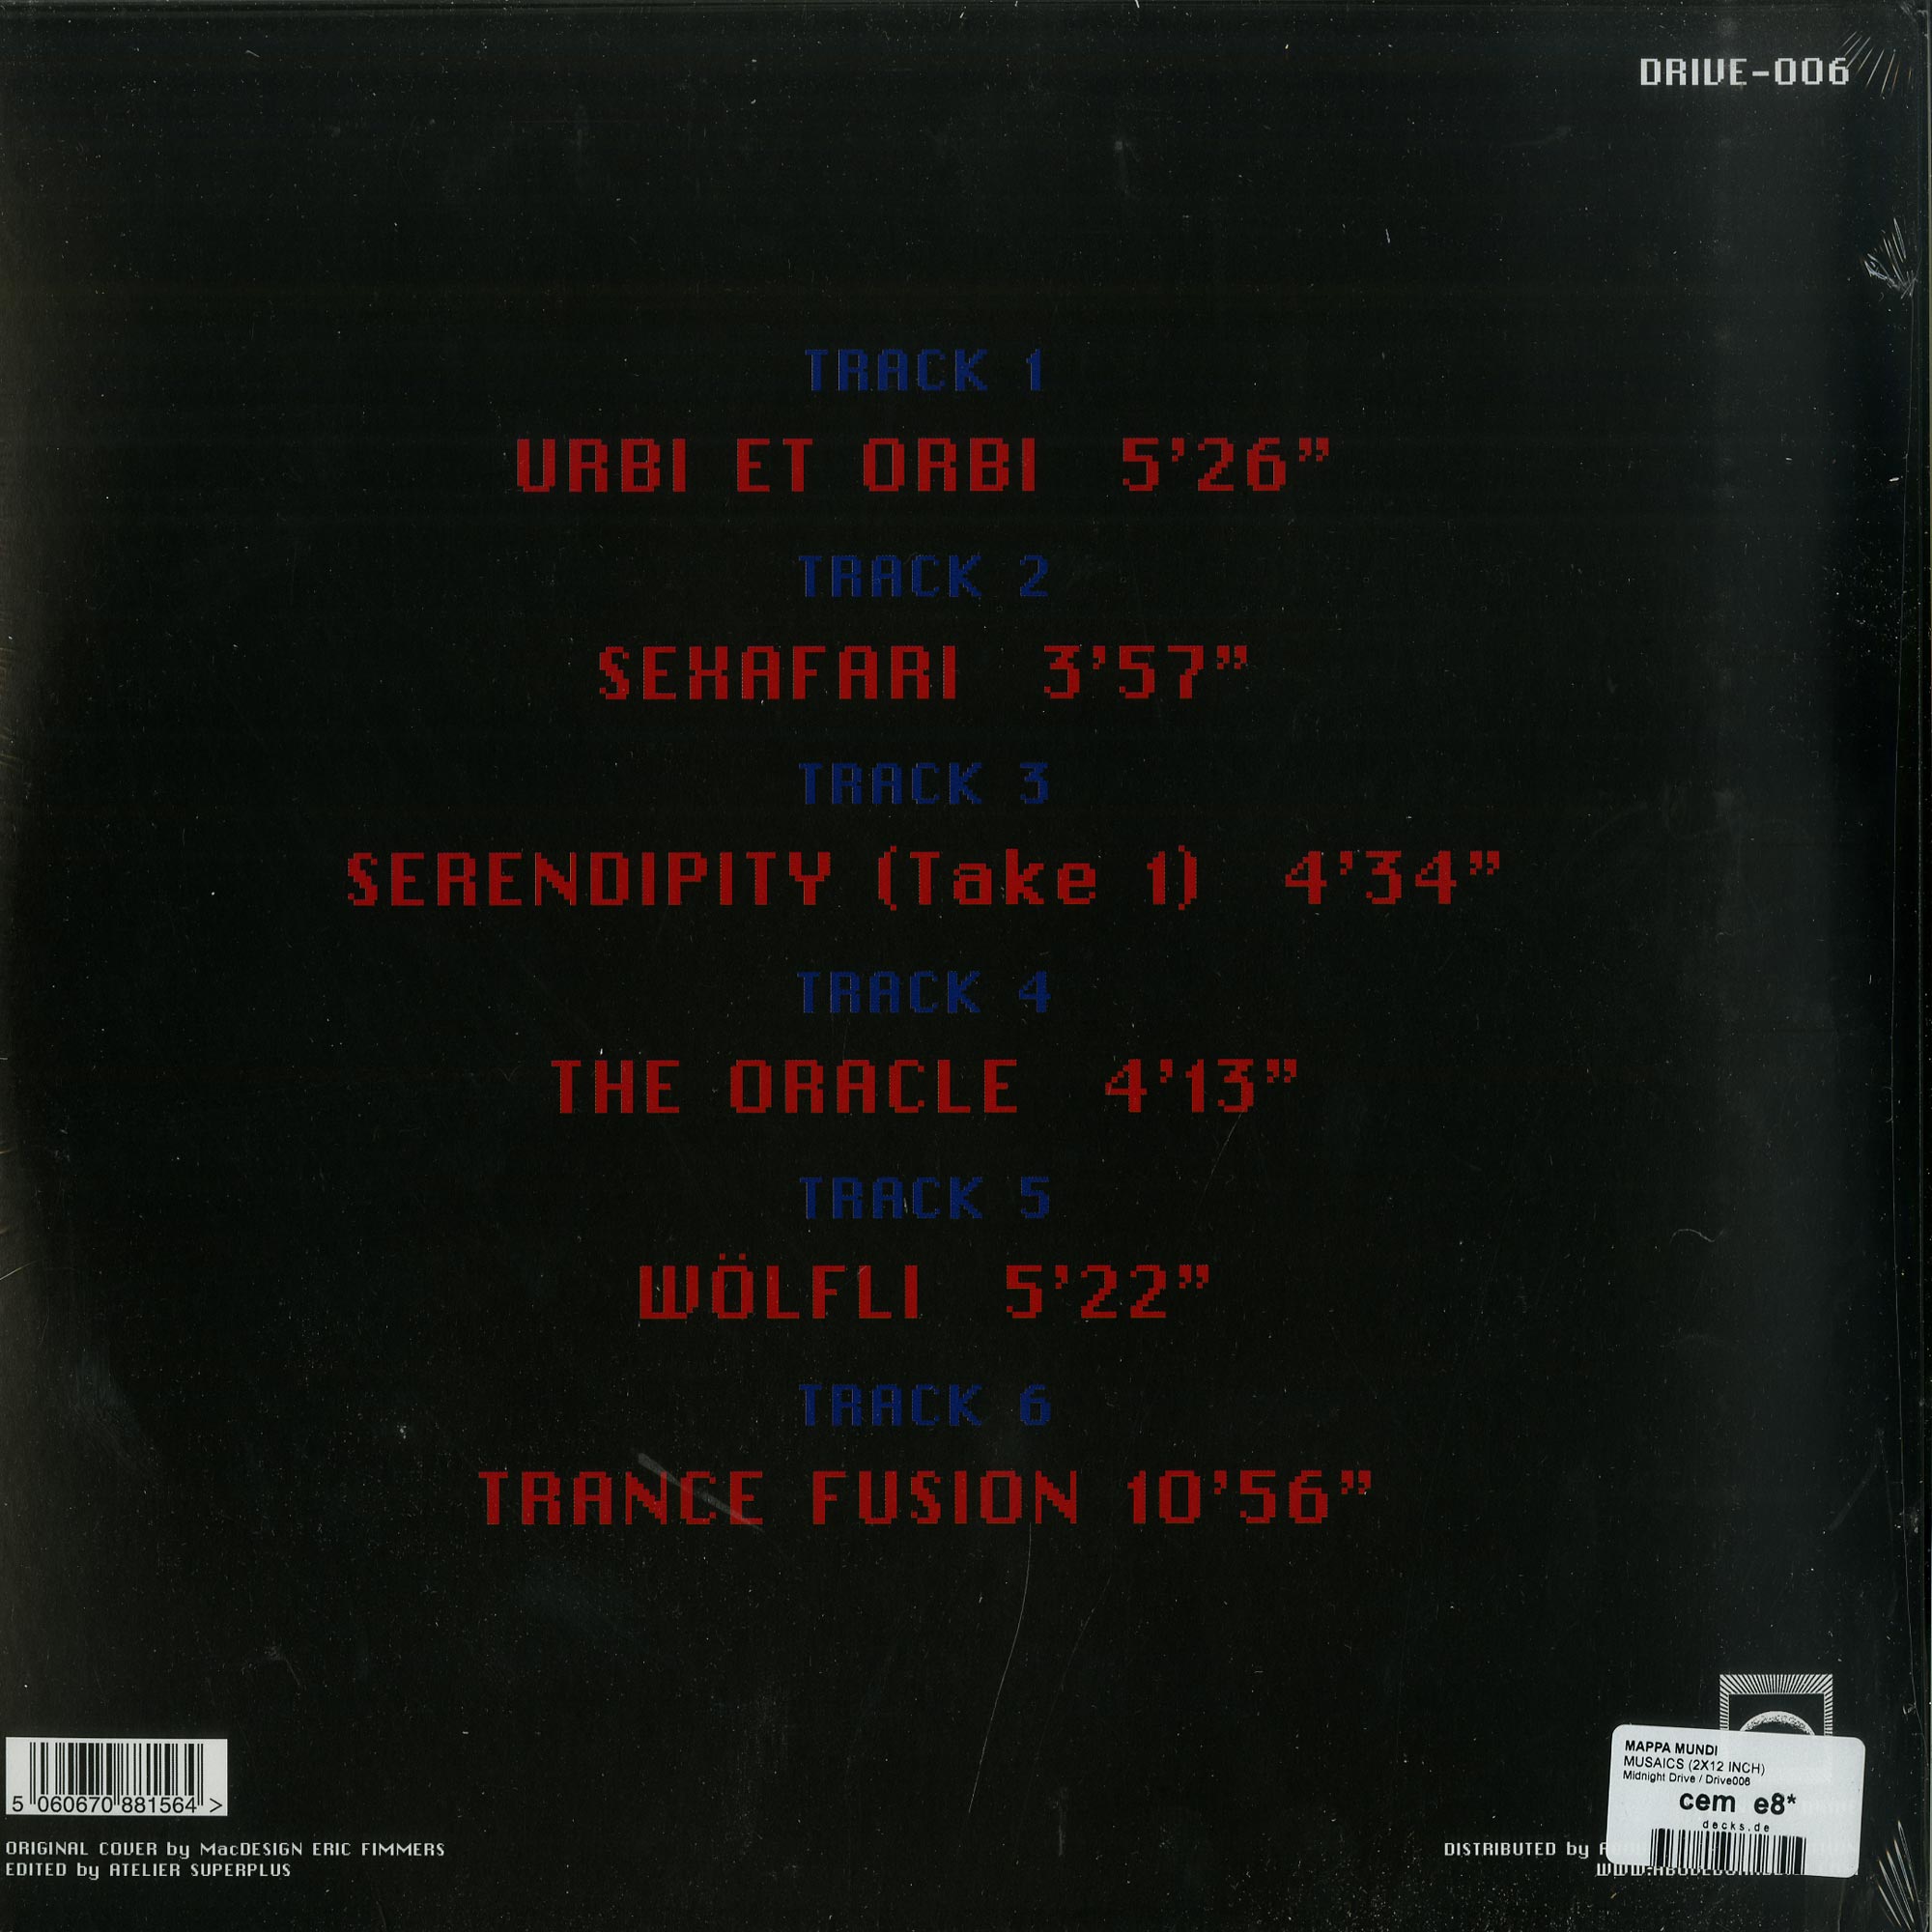 DRIVE-006
TRACK 1
URBI ET ORBI 5'26”
TRACK 2
SEXAFARI 3'57”
TRACK 3
SERENDIPITY (Take 1) 4'34”
TRACK 4
THE ORACLE 4'13”
TRACK 5
WÖLFLI 5'22”
TRACK 6
TRANCE FUSION 10'56”
MAPPA MUNDI
MUSAICS (2X12 INCH)
Midnight Drive / Drive006
cem e8*
decks.de
5 060670 881564 >
ORIGINAL COVER by MacDESIGN ERIC FIMMERS
EDITED by ATELIER SUPERPLUS
DISTRIBUTED by